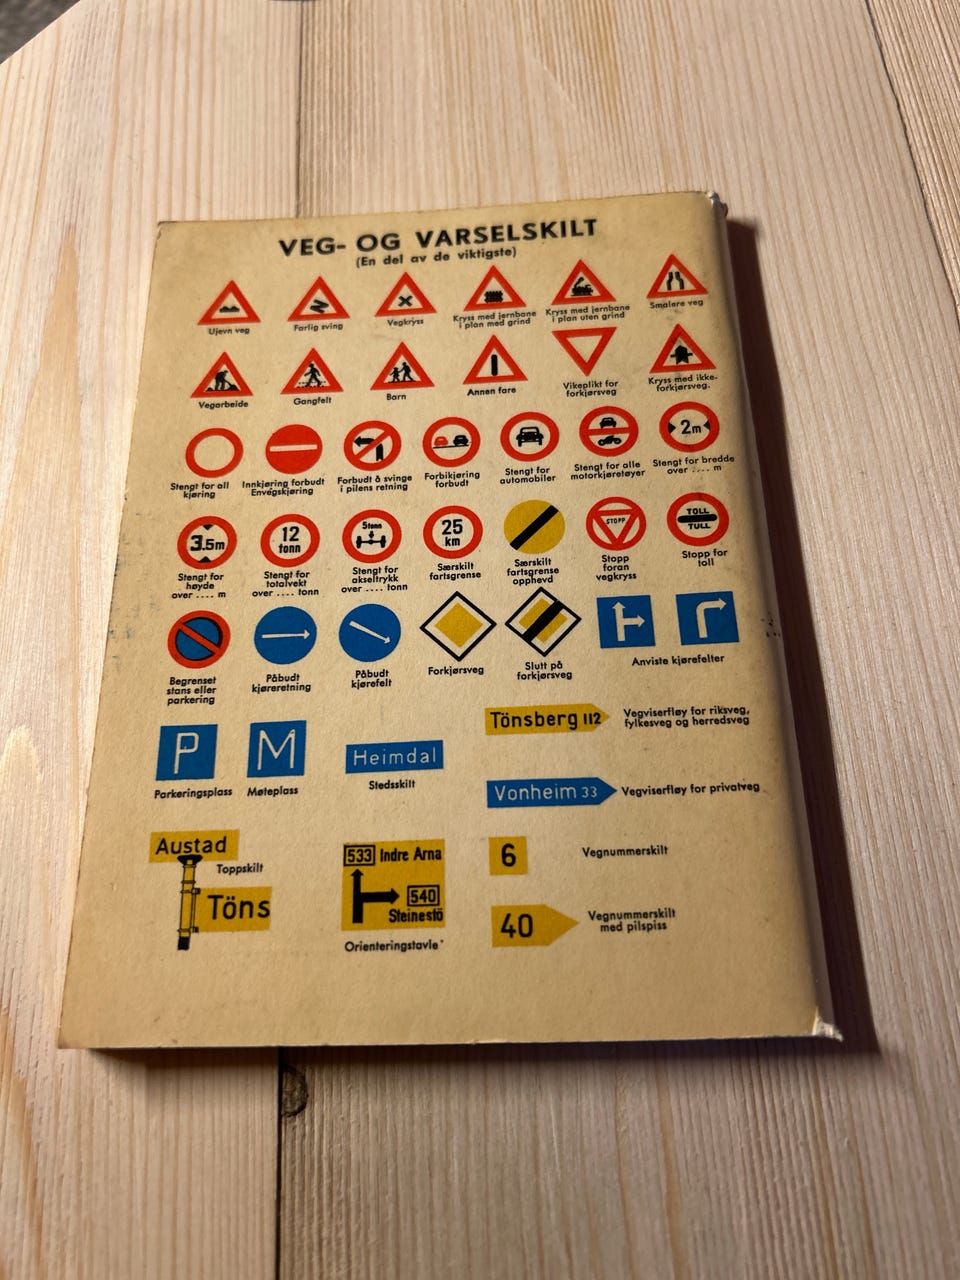 VEG- OG VARSELSKILT
(En del av de viktigste)
Ujevn veg
Farlig sving
Vegkryss
Kryss med jernbane
i plan med grind
Kryss med jernbane
i plan uten grind
Smalere veg
Vegarbeide
Gangfelt
Barn
Annen fare
Vikeplikt for
forkjørsveg
Kryss med ikke-
forkjørsveg.
2m
Stengt for all
kjøring
Innkjøring forbudt
Envegskjøring
Forbudt å svinge
i pilens retning
Forbikjøring
forbudt
Stengt for
automobiler
Stengt for alle
motorkjøretøyer
Stengt for bredde
over .... m
3.5m
12
tonn
5tonn
25
km
STOPP
TOLL
TULL
Stengt for
høyde
over .... m
Stengt for
totalvekt
over .... tonn
Stengt for
akseltrykk
over .... tonn
Særskilt
fartsgrense
Særskilt
fartsgrense
opphevd
Stopp
foran
vegkryss
Stopp for
toll
Begrenset
stans eller
parkering
Påbudt
kjøreretning
Påbudt
kjørefelt
Forkjørsveg
Slutt på
forkjørsveg
Anviste kjørefelter
P
M
Heimdal
Parkeringsplass
Møteplass
Stedsskilt
Tönsberg 112
Vegviserfløy for riksveg,
fylkesveg og herredsveg
Vonheim 33
Vegviserfløy for privatveg
Austad
Toppskilt
Töns
533 Indre Arna
540
Steinestö
Orienteringstavle
6
Vegnummerskilt
40
Vegnummerskilt
med pilspiss